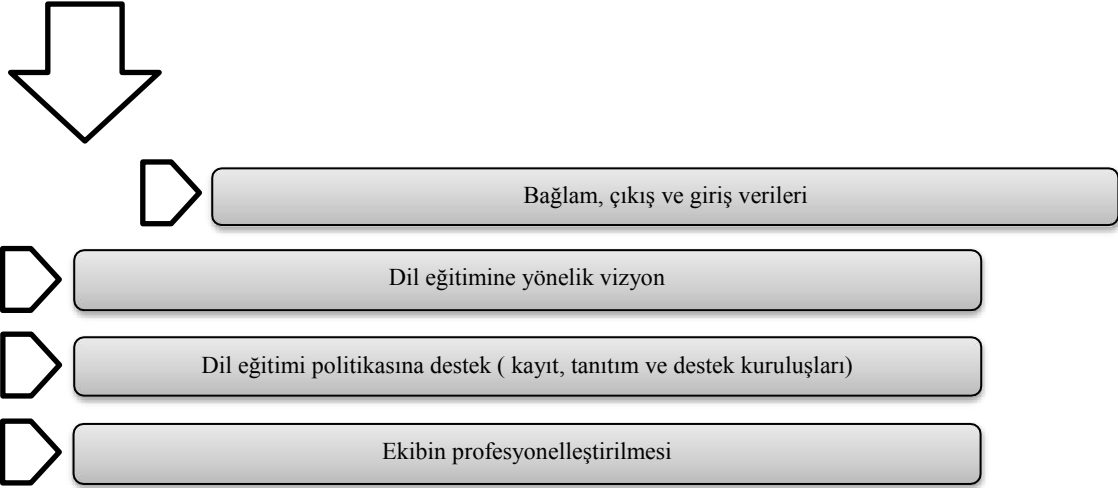 Bağlam, çıkış ve giriş verileri
Dil eğitimine yönelik vizyon
Dil eğitimi politikasına destek ( kayıt, tanıtım ve destek kuruluşları)
Ekibin profesyonelleştirilmesi